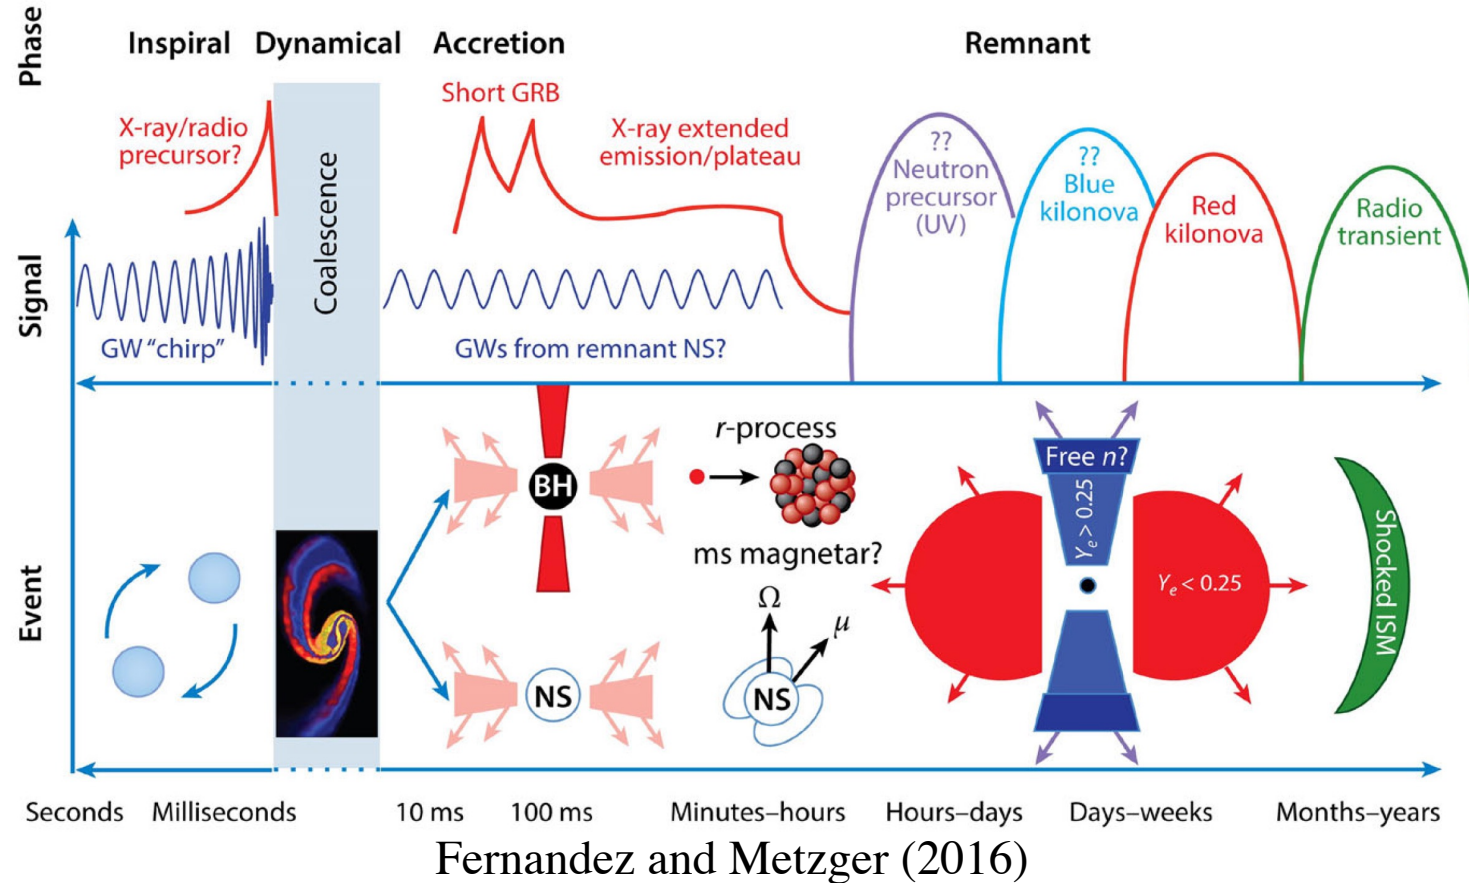 Phase
Inspiral
Dynamical
Accretion
Remnant
Signal
X-ray/radio
precursor?
GW “chirp”
Coalescence
Short GRB
X-ray extended
emission/plateau
GWs from remnant NS?
??
Neutron
precursor
(UV)
??
Blue
kilonova
Red
kilonova
Radio
transient
Event
BH
NS
r-process
ms magnetar?
Ω
μ
NS
Free n?
Yₑ > 0.25
Yₑ < 0.25
Shocked ISM
Seconds
Milliseconds
10 ms
100 ms
Minutes–hours
Hours–days
Days–weeks
Months–years
Fernandez and Metzger (2016)